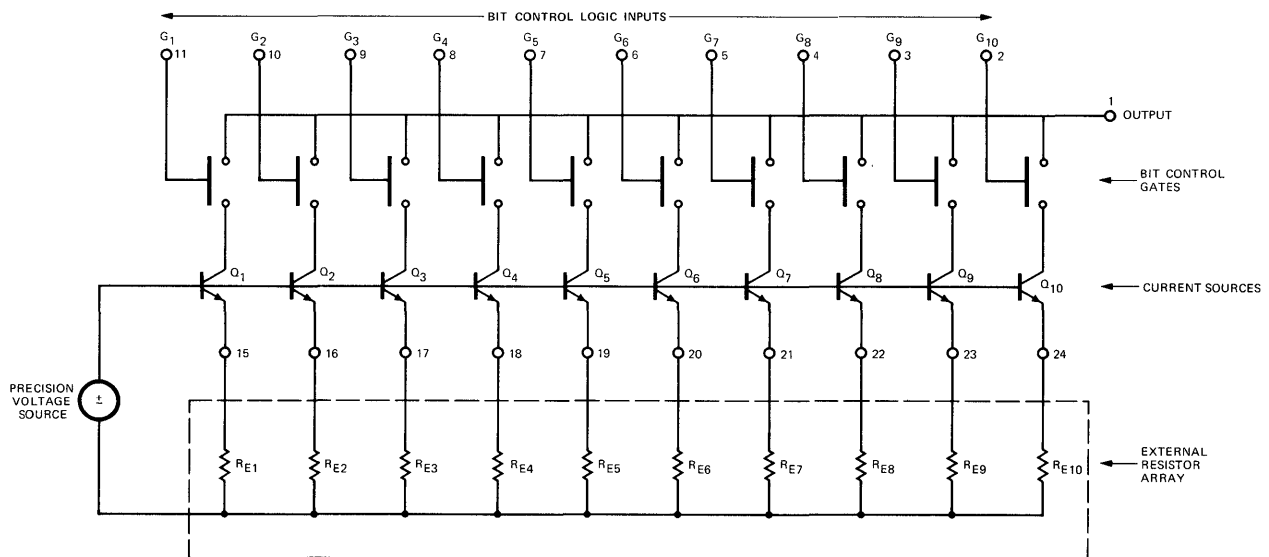 BIT CONTROL LOGIC INPUTS
G1 G2 G3 G4 G5 G6 G7 G8 G9 G10
11 10 9 8 7 6 5 4 3 2
1
OUTPUT
BIT CONTROL
GATES
Q1 Q2 Q3 Q4 Q5 Q6 Q7 Q8 Q9 Q10
CURRENT SOURCES
15 16 17 18 19 20 21 22 23 24
PRECISION
VOLTAGE
SOURCE
±
RE1 RE2 RE3 RE4 RE5 RE6 RE7 RE8 RE9 RE10
EXTERNAL
RESISTOR
ARRAY